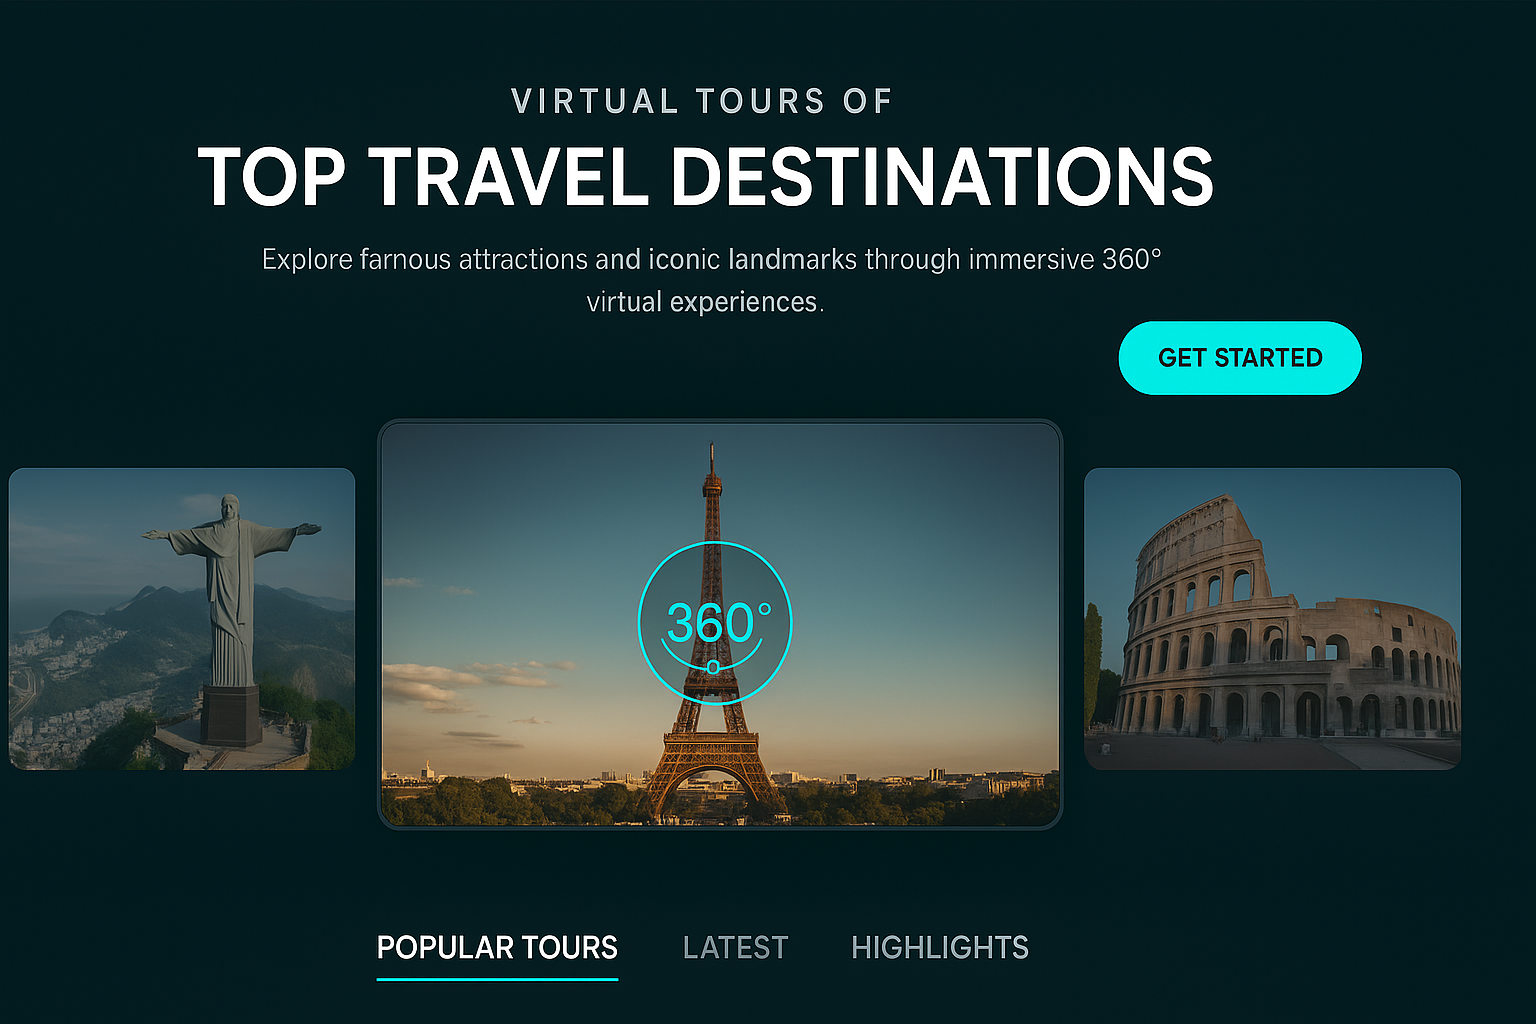 VIRTUAL TOURS OF
TOP TRAVEL DESTINATIONS
Explore farnous attractions and iconic landmarks through immersive 360°
virtual experiences.
GET STARTED
360°
POPULAR TOURS
LATEST
HIGHLIGHTS